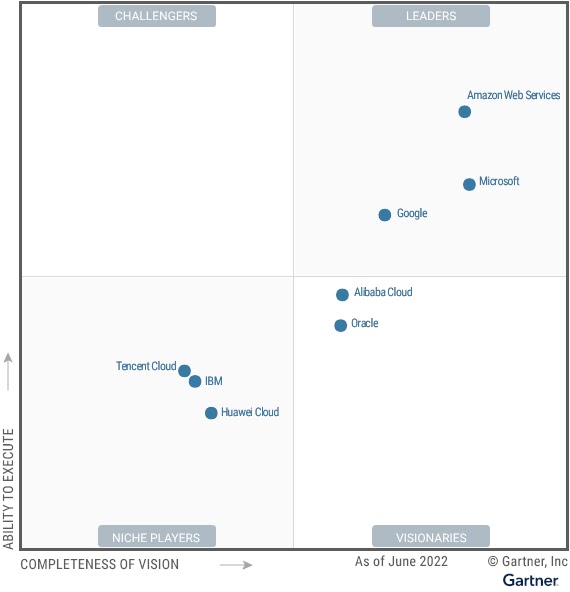 CHALLENGERS
LEADERS
Amazon Web Services
Microsoft
Google
Alibaba Cloud
Oracle
Tencent Cloud
IBM
Huawei Cloud
NICHE PLAYERS
VISIONARIES
ABILITY TO EXECUTE
COMPLETENESS OF VISION
As of June 2022
© Gartner, Inc
Gartner